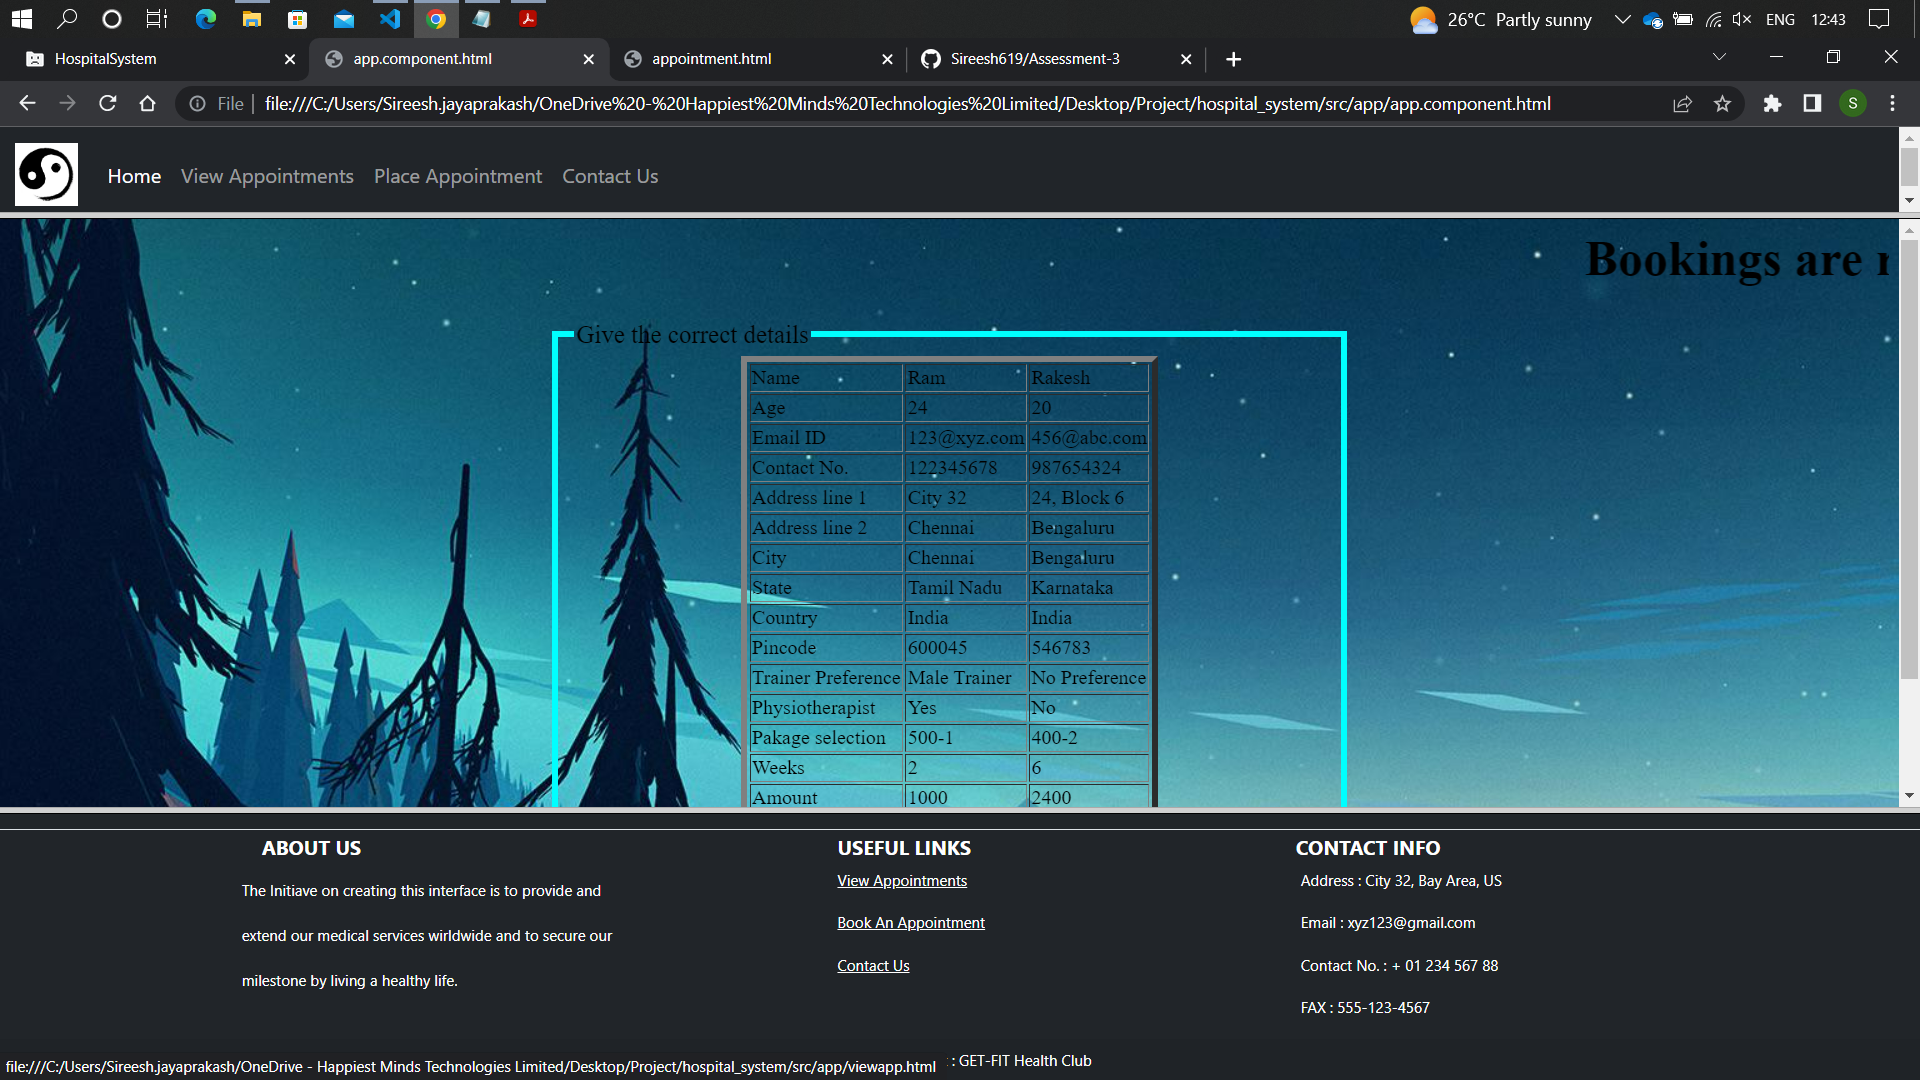 26°C Partly sunny ENG 12:43
HospitalSystem app.component.html appointment.html Sireesh619/Assessment-3
File file:///C:/Users/Sireesh.jayaprakash/OneDrive%20-%20Happiest%20Minds%20Technologies%20Limited/Desktop/Project/hospital_system/src/app/app.component.html S
Home View Appointments Place Appointment Contact Us
Bookings are
Give the correct details
Name Ram Rakesh
Age 24 20
Email ID 123@xyz.com 456@abc.com
Contact No. 122345678 987654324
Address line 1 City 32 24, Block 6
Address line 2 Chennai Bengaluru
City Chennai Bengaluru
State Tamil Nadu Karnataka
Country India India
Pincode 600045 546783
Trainer Preference Male Trainer No Preference
Physiotherapist Yes No
Pakage selection 500-1 400-2
Weeks 2 6
Amount 1000 2400
ABOUT US USEFUL LINKS CONTACT INFO
The Initiave on creating this interface is to provide and
extend our medical services wirldwide and to secure our
milestone by living a healthy life.
View Appointments
Book An Appointment
Contact Us
Address : City 32, Bay Area, US
Email : xyz123@gmail.com
Contact No. : + 01 234 567 88
FAX : 555-123-4567
file:///C:/Users/Sireesh.jayaprakash/OneDrive - Happiest Minds Technologies Limited/Desktop/Project/hospital_system/src/app/viewapp.html : GET-FIT Health Club